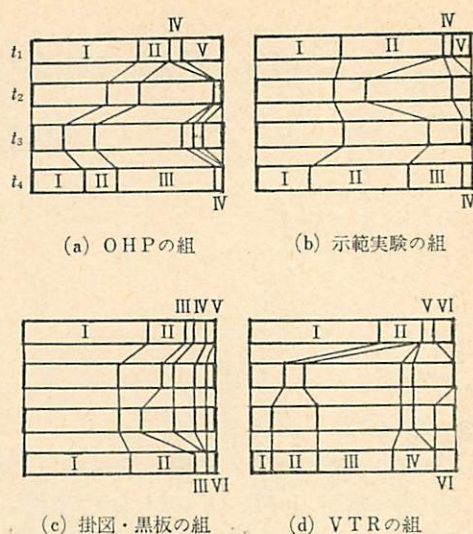 IV
t₁ I II V
t₂
t₃
t₄ I II III
IV
(a) OHPの組
IV
I II V
I II III
IV
(b) 示範実験の組
III IV V
I II
I II
III VI
(c) 掛図・黒板の組
V VI
I II
I II III IV
VI
(d) VTRの組